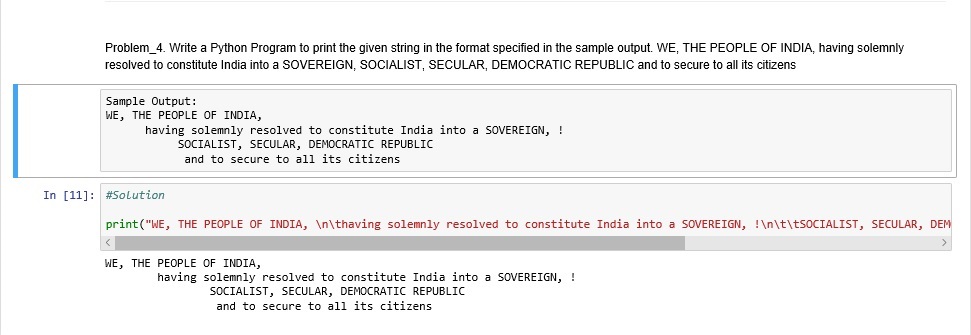 Problem_4. Write a Python Program to print the given string in the format specified in the sample output. WE, THE PEOPLE OF INDIA, having solemnly
resolved to constitute India into a SOVEREIGN, SOCIALIST, SECULAR, DEMOCRATIC REPUBLIC and to secure to all its citizens
Sample Output:
WE, THE PEOPLE OF INDIA,
      having solemnly resolved to constitute India into a SOVEREIGN, !
           SOCIALIST, SECULAR, DEMOCRATIC REPUBLIC
            and to secure to all its citizens
In [11]: #Solution
print("WE, THE PEOPLE OF INDIA, \n\thaving solemnly resolved to constitute India into a SOVEREIGN, !\n\t\tSOCIALIST, SECULAR, DEM
WE, THE PEOPLE OF INDIA,
        having solemnly resolved to constitute India into a SOVEREIGN, !
                SOCIALIST, SECULAR, DEMOCRATIC REPUBLIC
                 and to secure to all its citizens